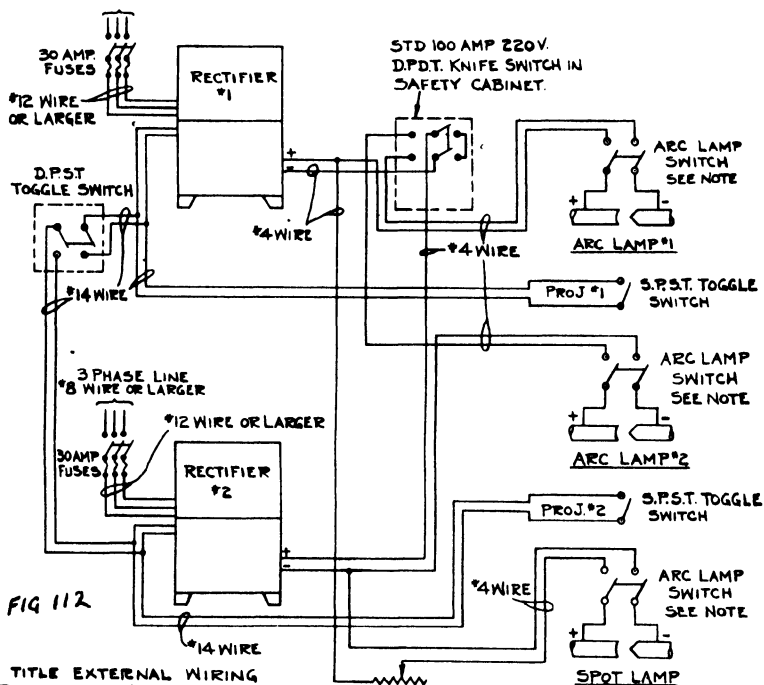 30 AMP.
FUSES
#12 WIRE
OR LARGER
RECTIFIER
#1
STD 100 AMP 220V.
D.P.D.T. KNIFE SWITCH IN
SAFETY CABINET.
+
-
D.P.S.T
TOGGLE SWITCH
#4 WIRE
#4 WIRE
ARC LAMP
SWITCH
SEE NOTE
+ -
ARC LAMP #1
#14 WIRE
PROJ #1
S.P.S.T. TOGGLE
SWITCH
3 PHASE LINE
#8 WIRE OR LARGER
#12 WIRE OR LARGER
ARC LAMP
SWITCH
SEE NOTE
+ -
ARC LAMP #2
30 AMP
FUSES
RECTIFIER
#2
+
-
PROJ. #2
S.P.S.T. TOGGLE
SWITCH
FIG 112
#14 WIRE
#4 WIRE
ARC LAMP
SWITCH
SEE NOTE
+ -
SPOT LAMP
TITLE EXTERNAL WIRING